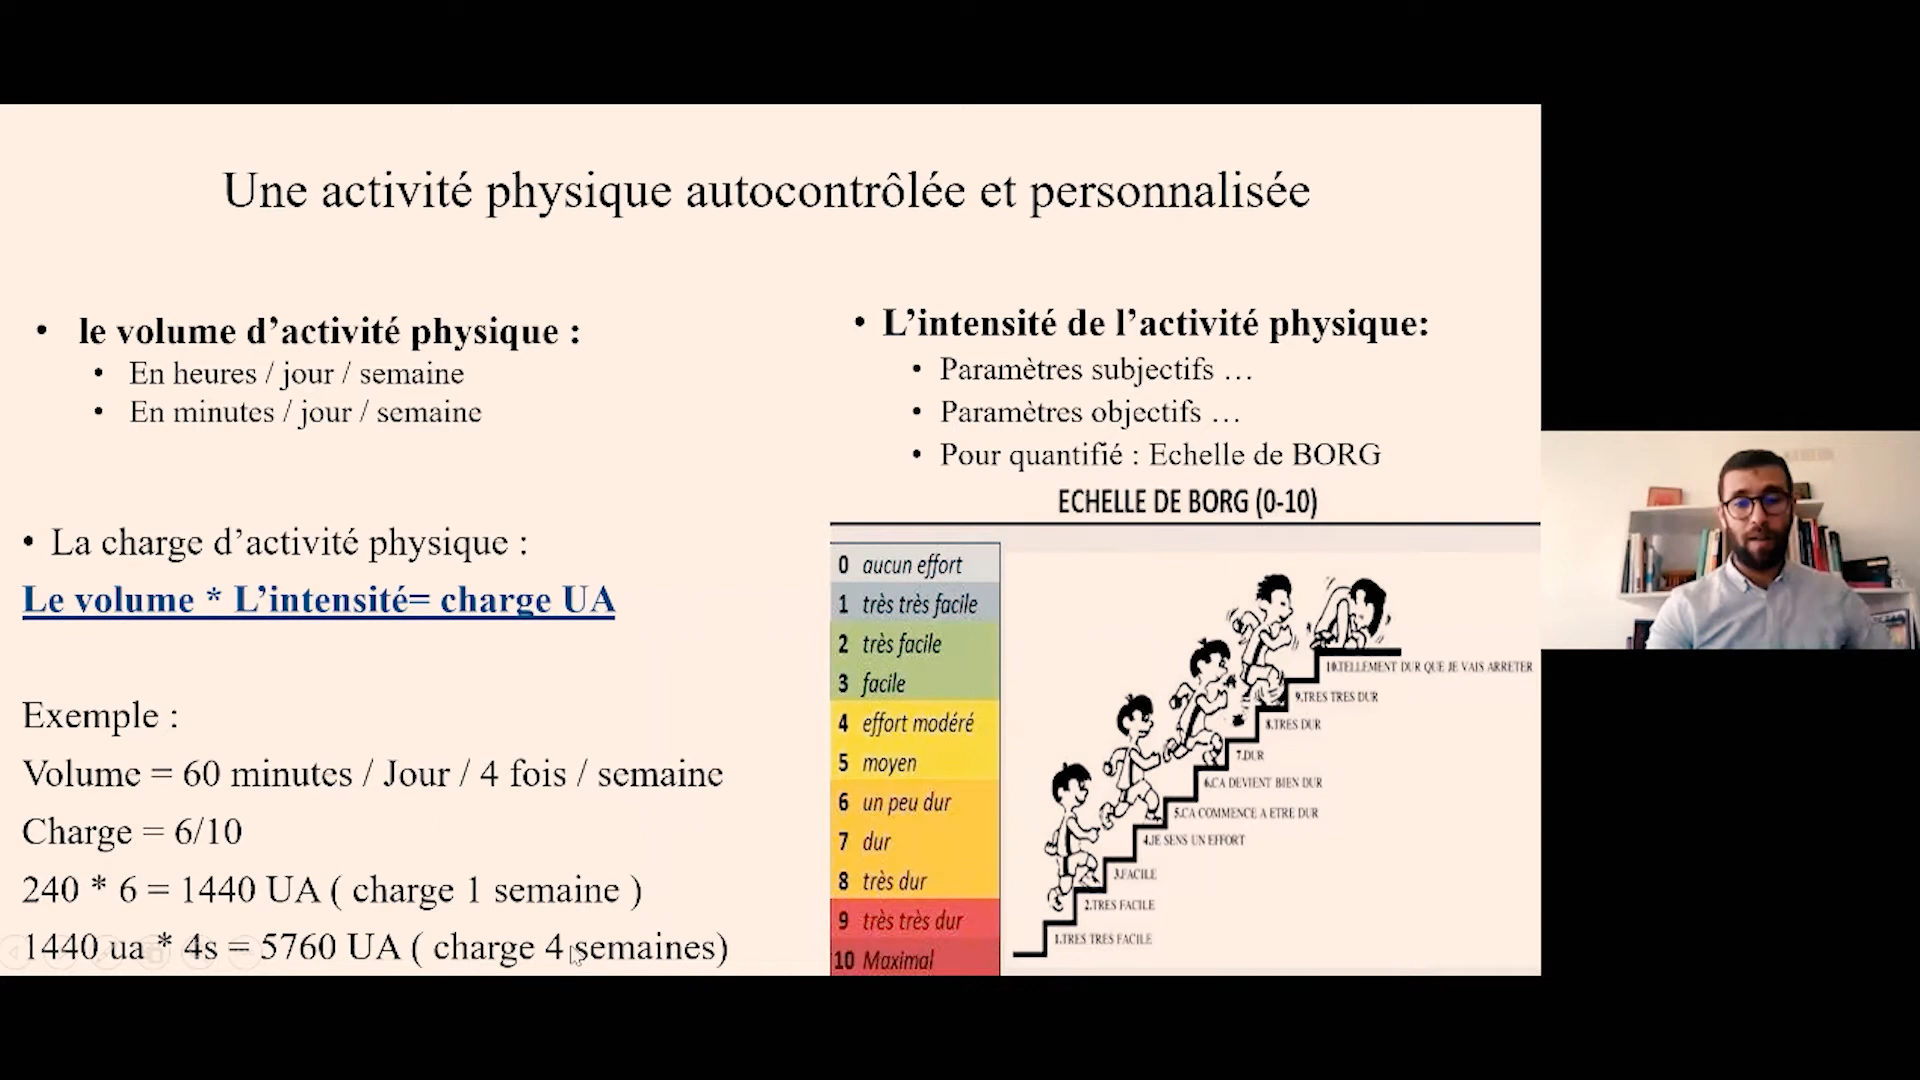 Une activité physique autocontrôlée et personnalisée
• le volume d’activité physique :
• En heures / jour / semaine
• En minutes / jour / semaine
• La charge d’activité physique :
Le volume * L’intensité= charge UA
Exemple :
Volume = 60 minutes / Jour / 4 fois / semaine
Charge = 6/10
240 * 6 = 1440 UA ( charge 1 semaine )
1440 ua * 4s = 5760 UA ( charge 4 semaines)
• L’intensité de l’activité physique:
• Paramètres subjectifs …
• Paramètres objectifs …
• Pour quantifié : Echelle de BORG
ECHELLE DE BORG (0-10)
0 aucun effort
1 très très facile
2 très facile
3 facile
4 effort modéré
5 moyen
6 un peu dur
7 dur
8 très dur
9 très très dur
10 Maximal
10.TELLEMENT DUR QUE JE VAIS ARRETER
9.TRES TRES DUR
8.TRES DUR
7.DUR
6.CA DEVIENT BIEN DUR
5.CA COMMENCE A ETRE DUR
4.JE SENS UN EFFORT
3.FACILE
2.TRES FACILE
1.TRES TRES FACILE